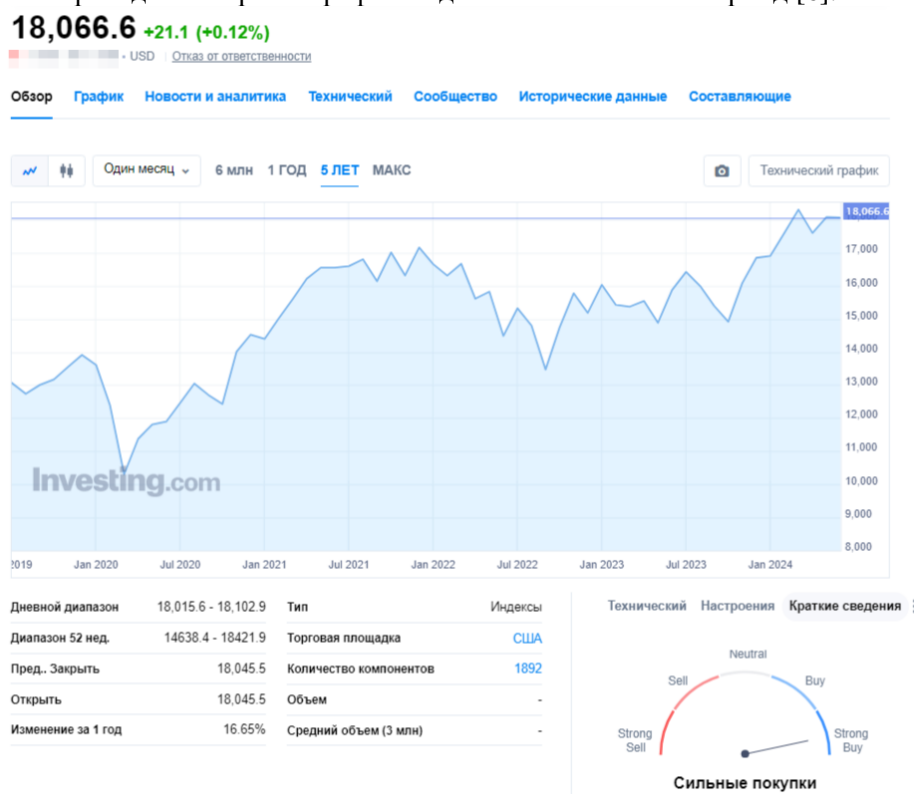 18,066.6 +21.1 (+0.12%)
USD Отказ от ответственности
Обзор График Новости и аналитика Технический Сообщество Исторические данные Составляющие
Один месяц 6 МЛН 1 ГОД 5 ЛЕТ МАКС Технический график
18,066.6
17,000
16,000
15,000
14,000
13,000
12,000
11,000
10,000
9,000
8,000
Investing.com
2019 Jan 2020 Jul 2020 Jan 2021 Jul 2021 Jan 2022 Jul 2022 Jan 2023 Jul 2023 Jan 2024
Дневной диапазон 18,015.6 - 18,102.9
Диапазон 52 нед. 14638.4 - 18421.9
Пред.. Закрыть 18,045.5
Открыть 18,045.5
Изменение за 1 год 16.65%
Тип Индексы
Торговая площадка США
Количество компонентов 1892
Объем -
Средний объем (3 млн) -
Технический Настроения Краткие сведения
Neutral
Sell Buy
Strong Sell Strong Buy
Сильные покупки